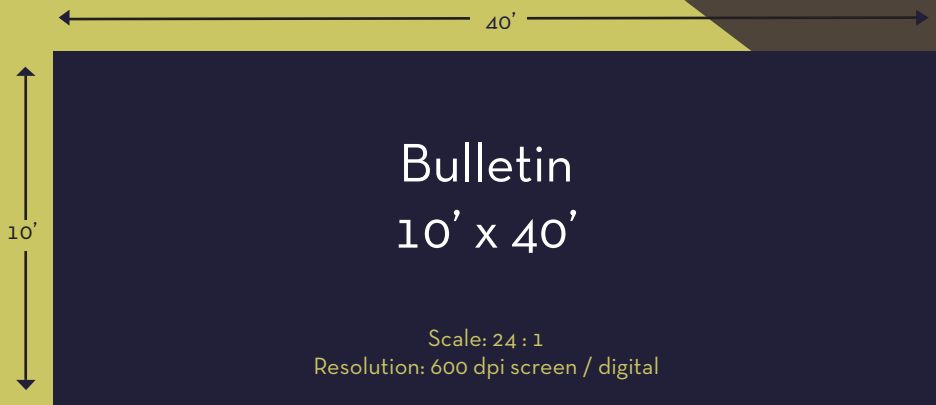 40’
10’
Bulletin
10’ x 40’
Scale: 24 : 1
Resolution: 600 dpi screen / digital